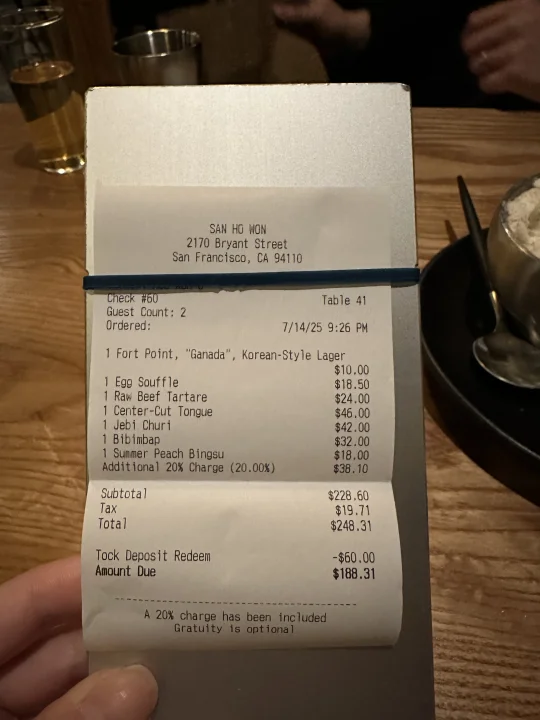 SAN HO WON
2170 Bryant Street
San Francisco, CA 94110
Check #60 Table 41
Guest Count: 2
Ordered: 7/14/25 9:26 PM
1 Fort Point, "Ganada", Korean-Style Lager
$10.00
1 Egg Souffle $18.50
1 Raw Beef Tartare $24.00
1 Center-Cut Tongue $46.00
1 Jebi Churi $42.00
1 Bibimbap $32.00
1 Summer Peach Bingsu $18.00
Additional 20% Charge (20.00%) $38.10
Subtotal $228.60
Tax $19.71
Total $248.31
Tock Deposit Redeem -$60.00
Amount Due $188.31
A 20% charge has been included
Gratuity is optional